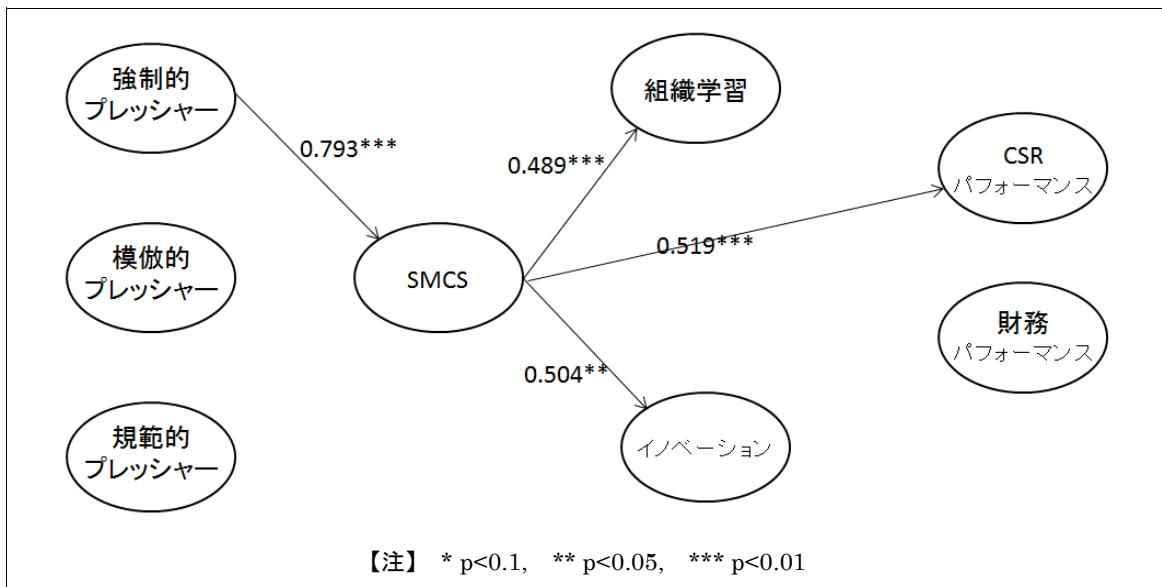 強制的
プレッシャー
0.793***
模倣的
プレッシャー
規範的
プレッシャー
SMCS
組織学習
0.489***
0.519***
0.504**
イノベーション
CSR
パフォーマンス
財務
パフォーマンス
【注】 * p<0.1, ** p<0.05, *** p<0.01